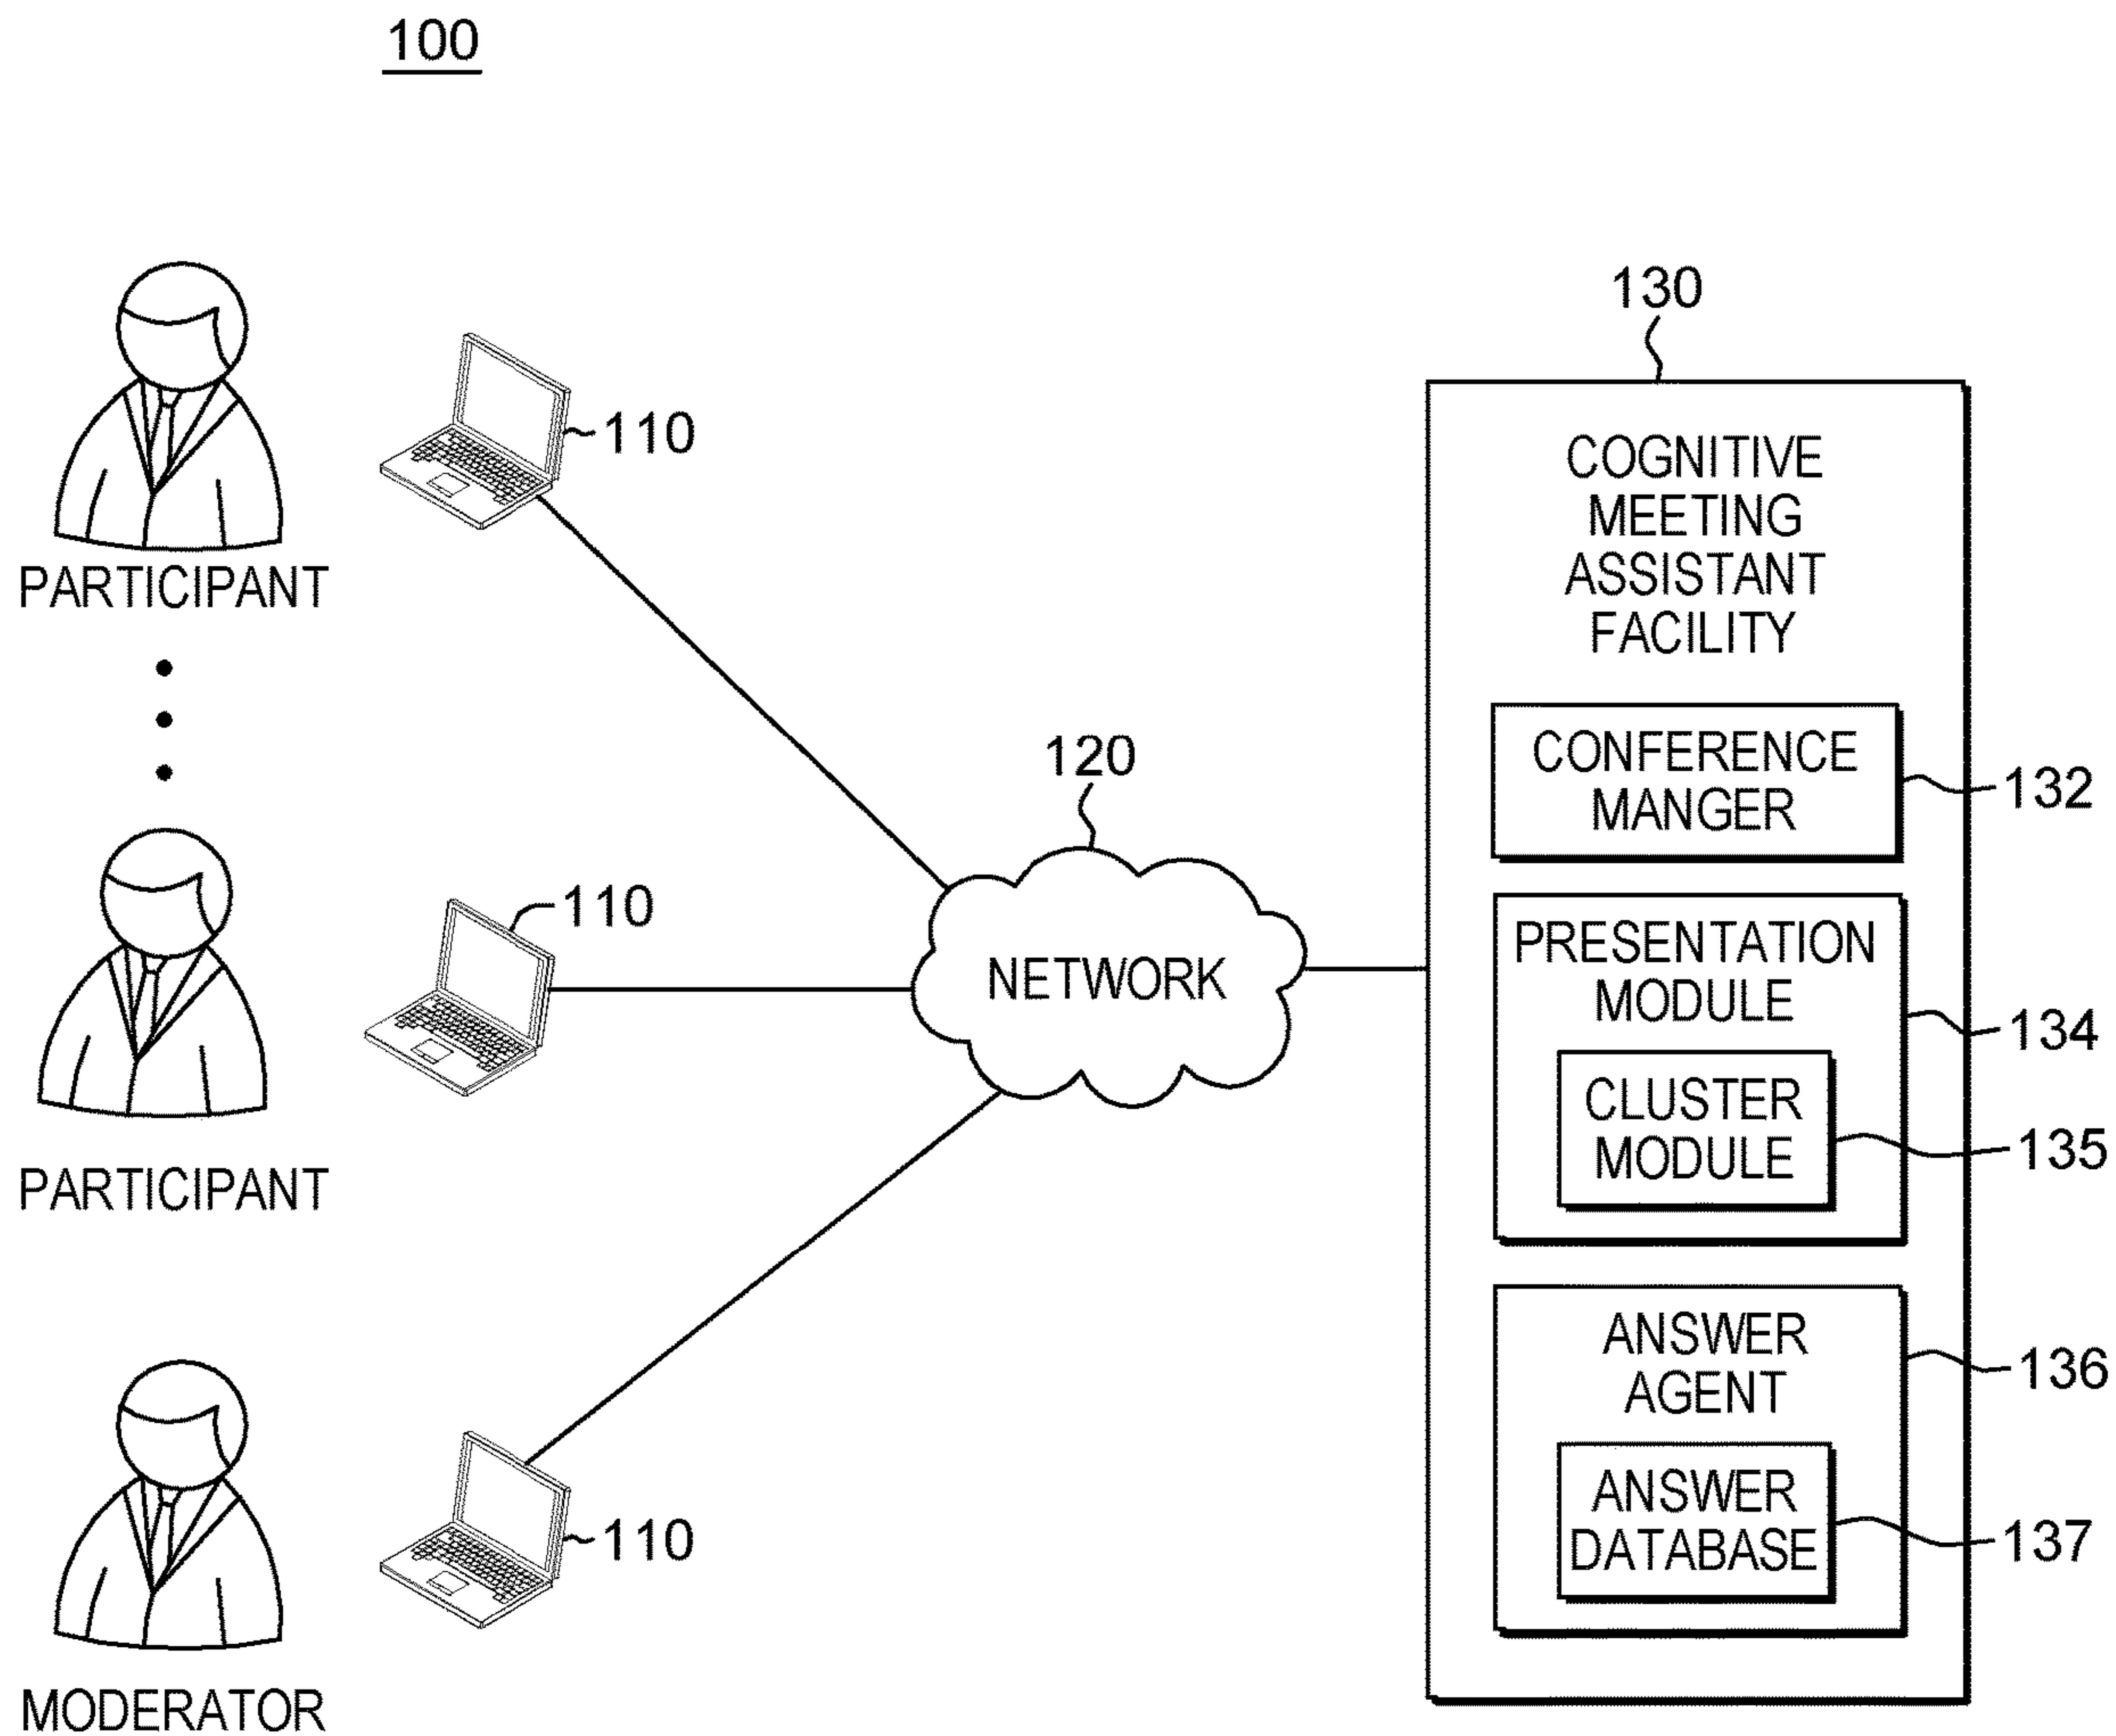 100
PARTICIPANT
110
PARTICIPANT
110
MODERATOR
110
120
NETWORK
130
COGNITIVE
MEETING
ASSISTANT
FACILITY
CONFERENCE
MANGER
132
PRESENTATION
MODULE
134
CLUSTER
MODULE
135
ANSWER
AGENT
136
ANSWER
DATABASE
137